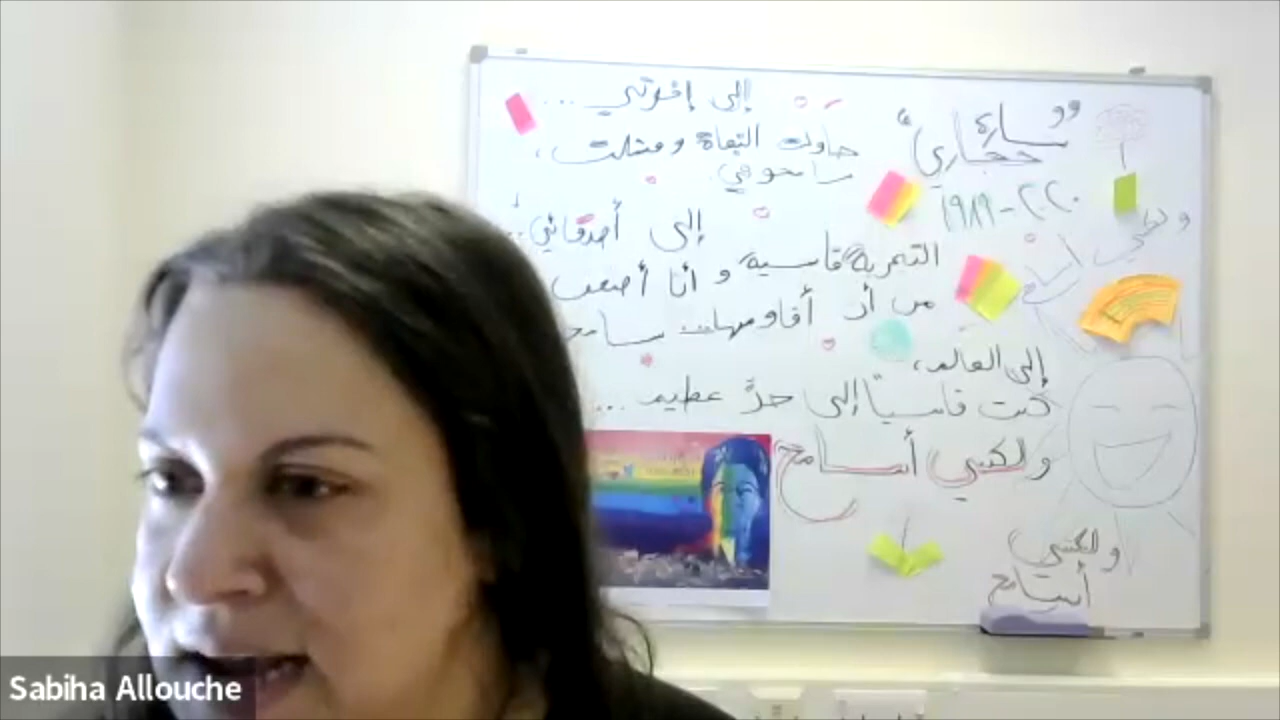 "سارة
حجازي"
١٩٨٩-٢٠٢٠
إلى إخوتي...
حاولت النجاة وفشلت،
سامحوني.
إلى أصدقائي...
التجربة قاسية وأنا أضعف
من أن أقاومها
إلى العالم،
كنت قاسياً إلى حدّ عظيم...
ولكني أسامح
ولكني
أسامح
Sabiha Allouche